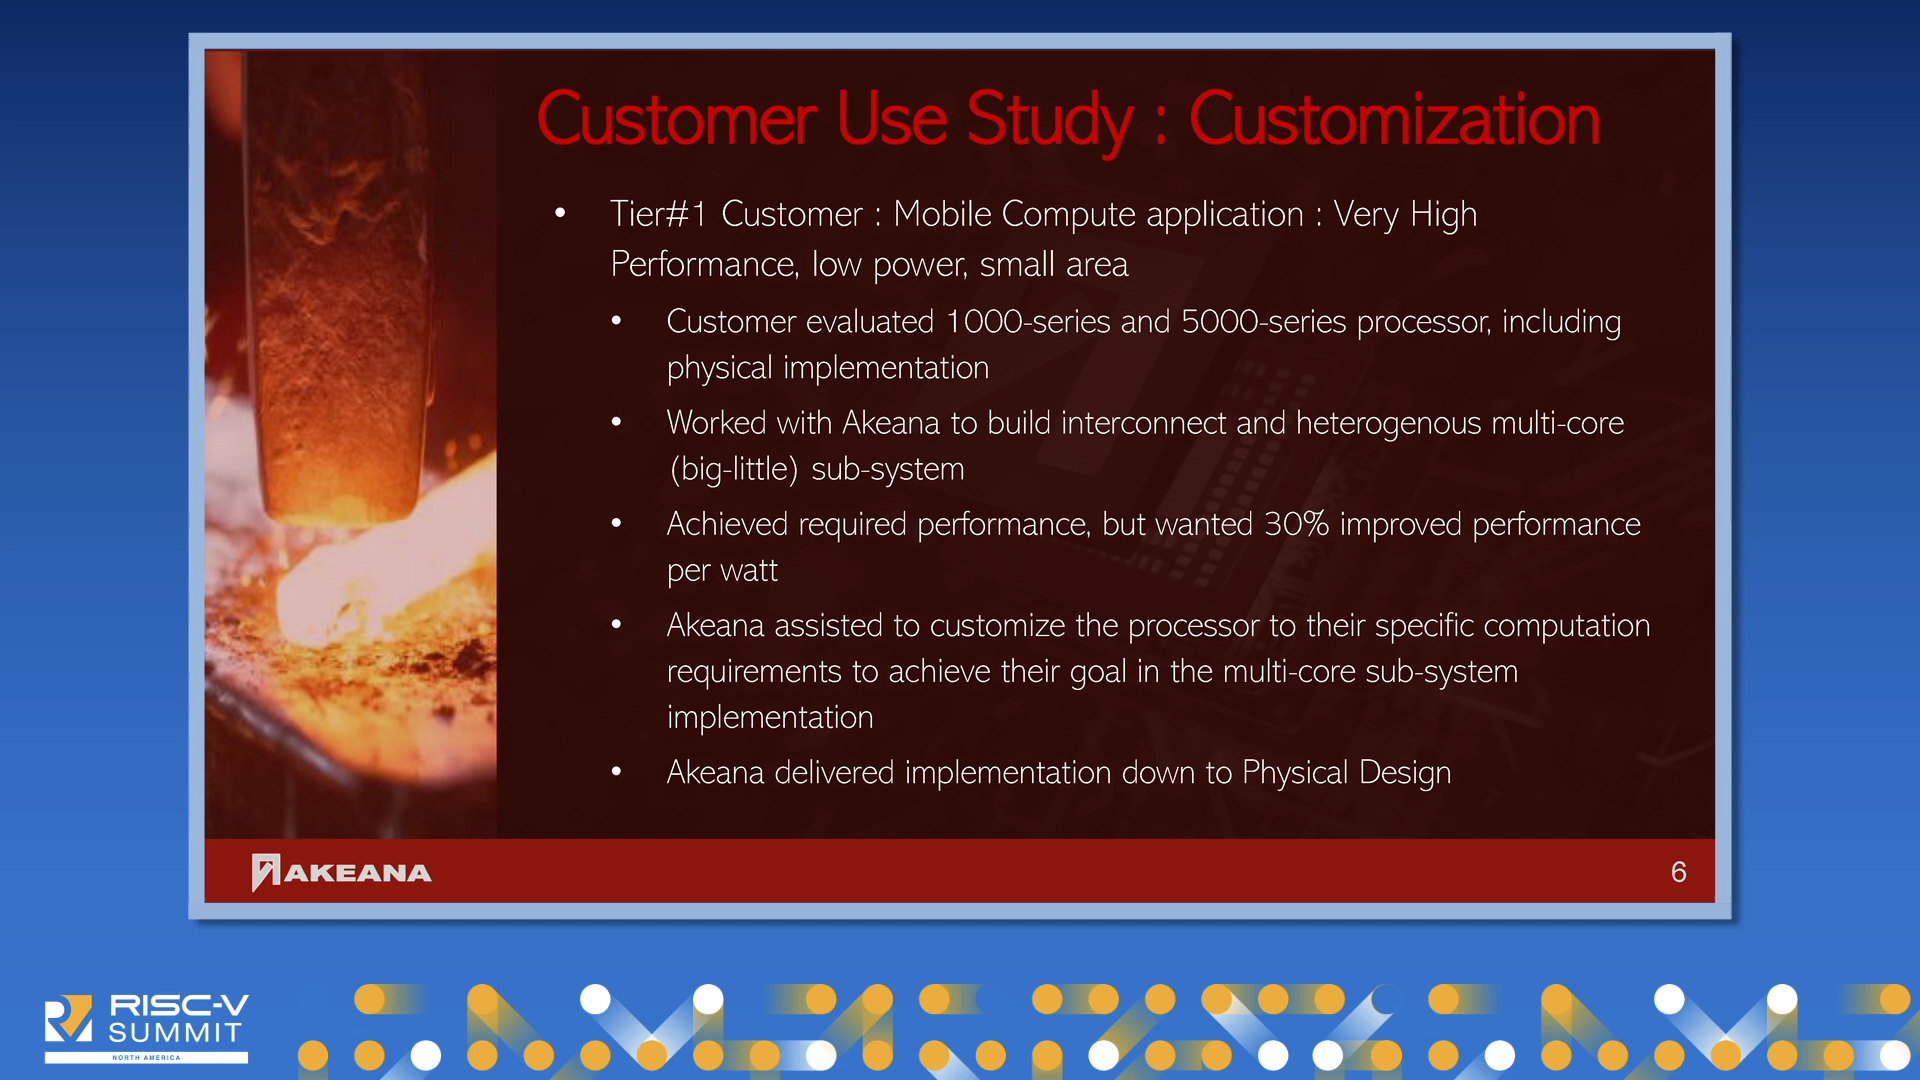 Customer Use Study : Customization
• Tier#1 Customer : Mobile Compute application : Very High
Performance, low power, small area
• Customer evaluated 1000-series and 5000-series processor, including
physical implementation
• Worked with Akeana to build interconnect and heterogenous multi-core
(big-little) sub-system
• Achieved required performance, but wanted 30% improved performance
per watt
• Akeana assisted to customize the processor to their specific computation
requirements to achieve their goal in the multi-core sub-system
implementation
• Akeana delivered implementation down to Physical Design
AKEANA
6
RISC-V
SUMMIT
NORTH AMERICA